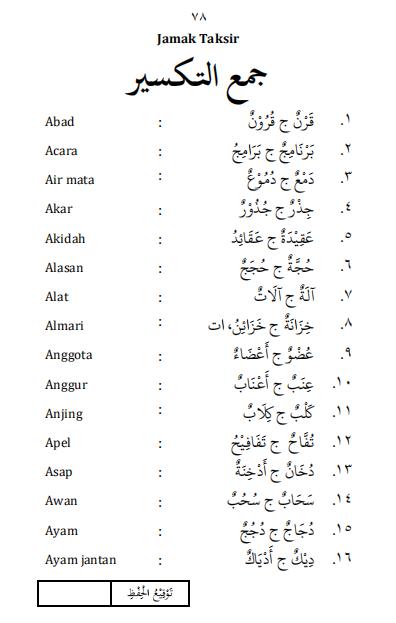 ٧٨
Jamak Taksir
جمع التكسير
Abad : قَرْنٌ ج قُرُوْنٌ .١
Acara : بَرْنَامِجٌ ج بَرَامِجُ .٢
Air mata : دَمْعٌ ج دُمُوْعٌ .٣
Akar : جِذْرٌ ج جُذُوْرٌ .٤
Akidah : عَقِيْدَةٌ ج عَقَائِدُ .٥
Alasan : حُجَّةٌ ج حُجَجٌ .٦
Alat : آلَةٌ ج آلَاتٌ .٧
Almari : خِزَانَةٌ ج خَزَائِنُ، ات .٨
Anggota : عُضْوٌ ج أَعْضَاءٌ .٩
Anggur : عِنَبٌ ج أَعْنَابٌ .١٠
Anjing : كَلْبٌ ج كِلَابٌ .١١
Apel : تُفَّاحٌ ج تَفَافِيْحُ .١٢
Asap : دُخَانٌ ج أَدْخِنَةٌ .١٣
Awan : سَحَابٌ ج سُحُبٌ .١٤
Ayam : دُجَاجٌ ج دُجُجٌ .١٥
Ayam jantan : دِيْكٌ ج أَدْيَاكٌ .١٦
تَوْقِيْعُ الْحِفْظِ